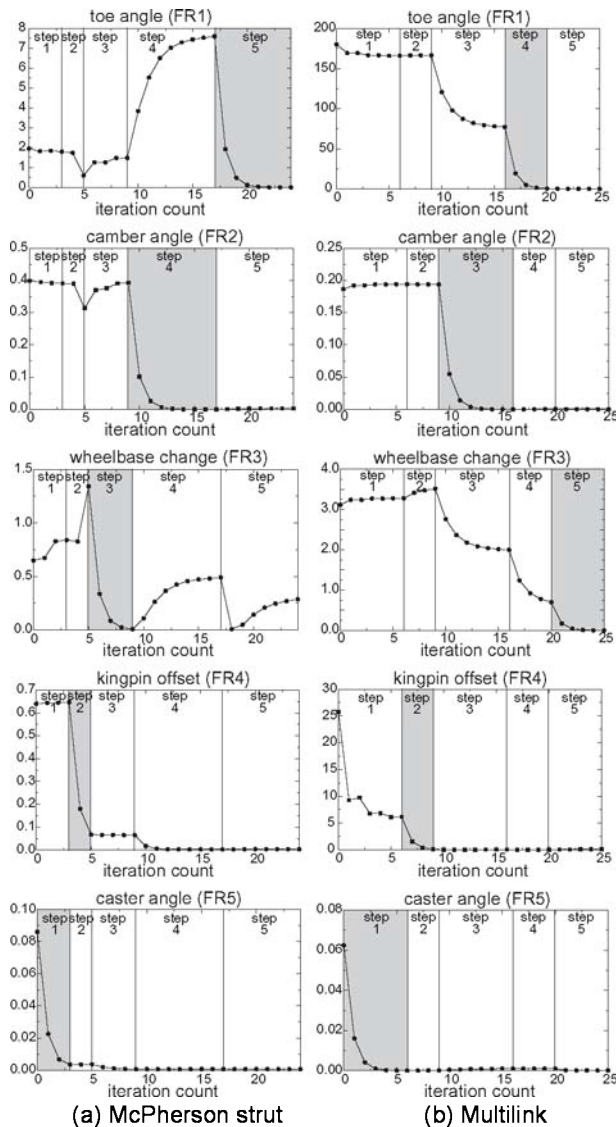 toe angle (FR1)
8
7
6
5
4
3
2
1
0
step 1
step 2
step 3
step 4
step 5
0 5 10 15 20
iteration count
toe angle (FR1)
200
150
100
50
0
step 1
step 2
step 3
step 4
step 5
0 5 10 15 20 25
iteration count
camber angle (FR2)
0.5
0.4
0.3
0.2
0.1
0.0
step 1
step 2
step 3
step 4
step 5
0 5 10 15 20
iteration count
camber angle (FR2)
0.25
0.20
0.15
0.10
0.05
0.00
step 1
step 2
step 3
step 4
step 5
0 5 10 15 20 25
iteration count
wheelbase change (FR3)
1.5
1.0
0.5
0.0
step 1
step 2
step 3
step 4
step 5
0 5 10 15 20
iteration count
wheelbase change (FR3)
4.0
3.0
2.0
1.0
0.0
step 1
step 2
step 3
step 4
step 5
0 5 10 15 20 25
iteration count
kingpin offset (FR4)
0.7
0.6
0.5
0.4
0.3
0.2
0.1
0.0
step 1
step 2
step 3
step 4
step 5
0 5 10 15 20
iteration count
kingpin offset (FR4)
30
25
20
15
10
5
0
step 1
step 2
step 3
step 4
step 5
0 5 10 15 20 25
iteration count
caster angle (FR5)
0.10
0.08
0.06
0.04
0.02
0.00
step 1
step 2
step 3
step 4
step 5
0 5 10 15 20
iteration count
caster angle (FR5)
0.08
0.06
0.04
0.02
0.00
step 1
step 2
step 3
step 4
step 5
0 5 10 15 20 25
iteration count
(a) McPherson strut
(b) Multilink